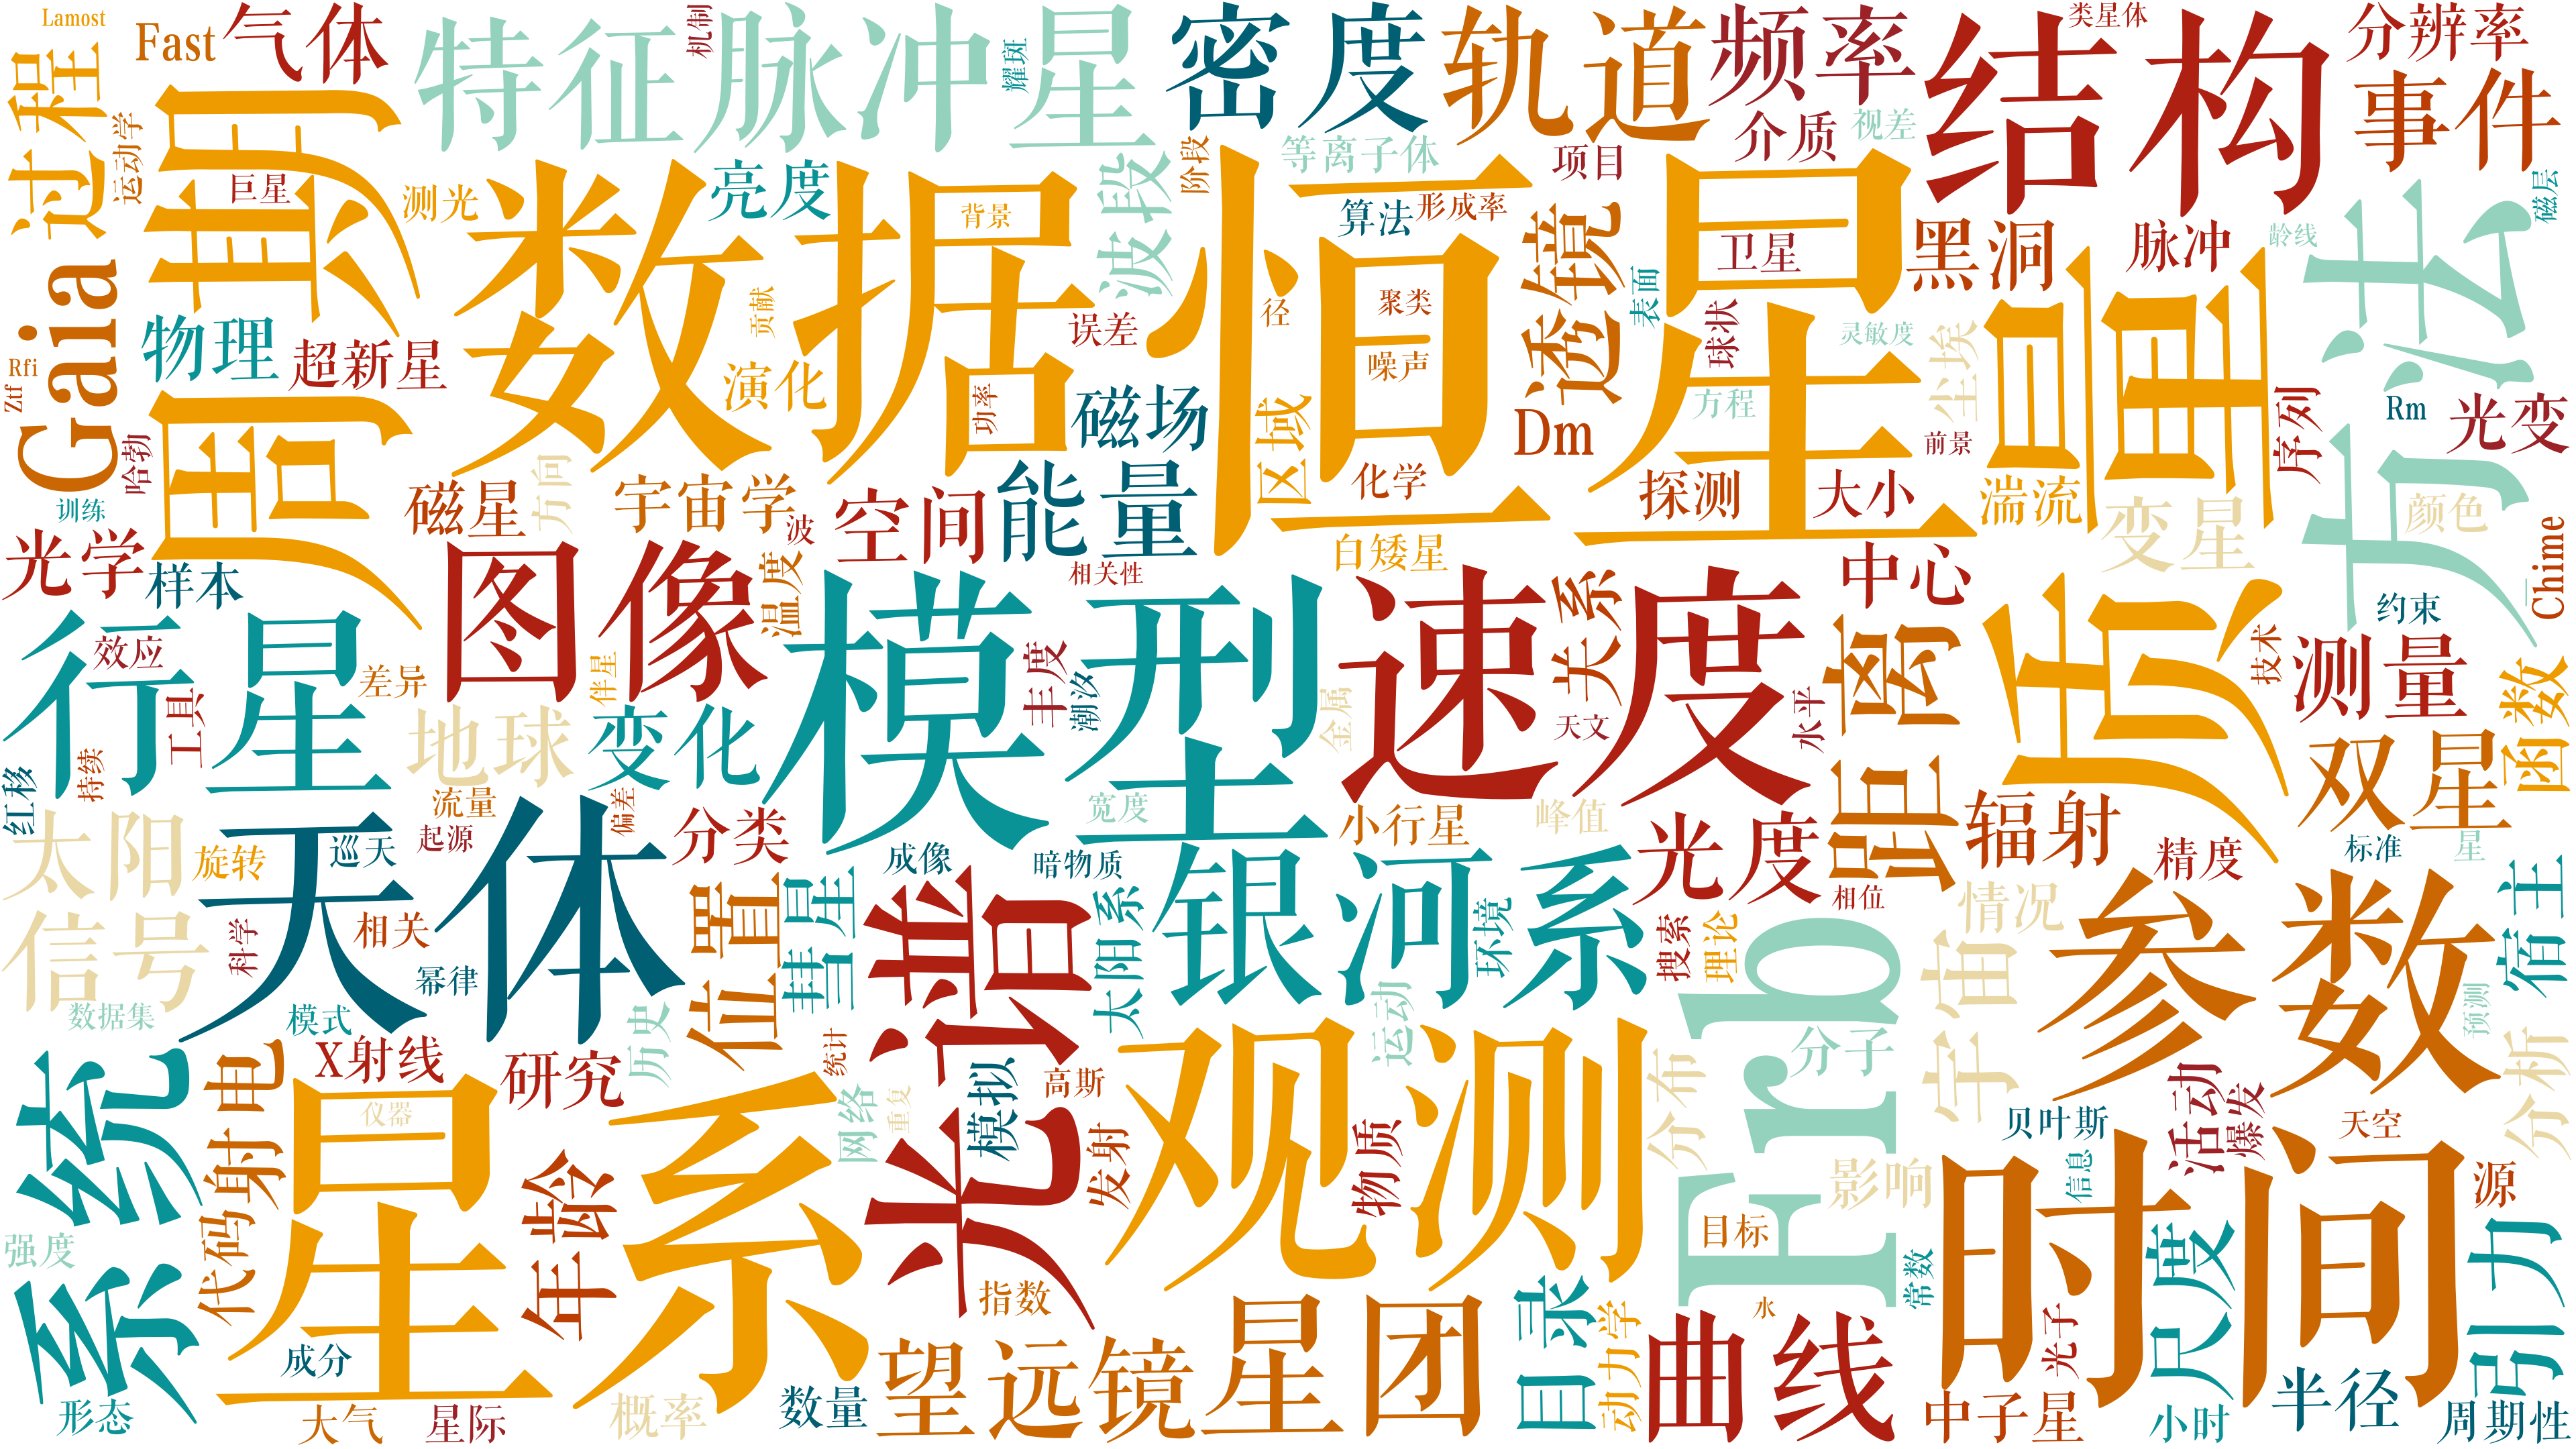 Lamost
Fast
气体
特征
机制
脉冲星
耀斑
密度
轨道
频率
结构
类星体
分辨率
过程
运动学
周期
巨星
测光
数据
亮度
背景
波段
阶段
等离子体
恒星
算法
形成率
项目
介质
视差
事件
黑洞
脉冲
龄线
磁层
方法
Gaia
Rfi
Ztf
哈勃
物理
超新星
贡献
演化
功率
误差
磁场
径
聚类
噪声
区域
化学
透镜
Dm
表面
卫星
球状
灵敏度
方程
尘埃
前景
质量
序列
Rm
光变
训练
光学
样本
磁星
方向
宇宙学
波
空间
能量
相关性
白矮星
探测
大小
湍流
变星
颜色
Chime
行星
效应
工具
持续
红移
差异
图像
伴星
温度
地球
变化
流量
偏差
起源
模型
丰度
潮汐
宽度
金属
速度
关系
天文
水平
中心
距离
小行星
峰值
光度
相位
辐射
约束
技术
测量
函数
双星
精度
标准
星
太阳
旋转
巡天
天体
信号
科学
相关
幂律
数据集
模式
分类
位置
彗星
成像
暗物质
太阳系
光谱
银河系
环境
搜索
理论
情况
宇宙
参数
宿主
预测
分析
系统
射电
X射线
研究
历史
统计
网络
重复
模拟
高斯
发射
观测
运动
物质
分布
Frb
分子
影响
贝叶斯
信息
活动
爆发
天空
源
强度
代码
星系
仪器
年龄
指数
目标
常数
水
时间
光子
尺度
引力
形态
成分
大气
星际
概率
数量
望远镜
星团
目录
动力学
曲线
中子星
小时
半径
周期性